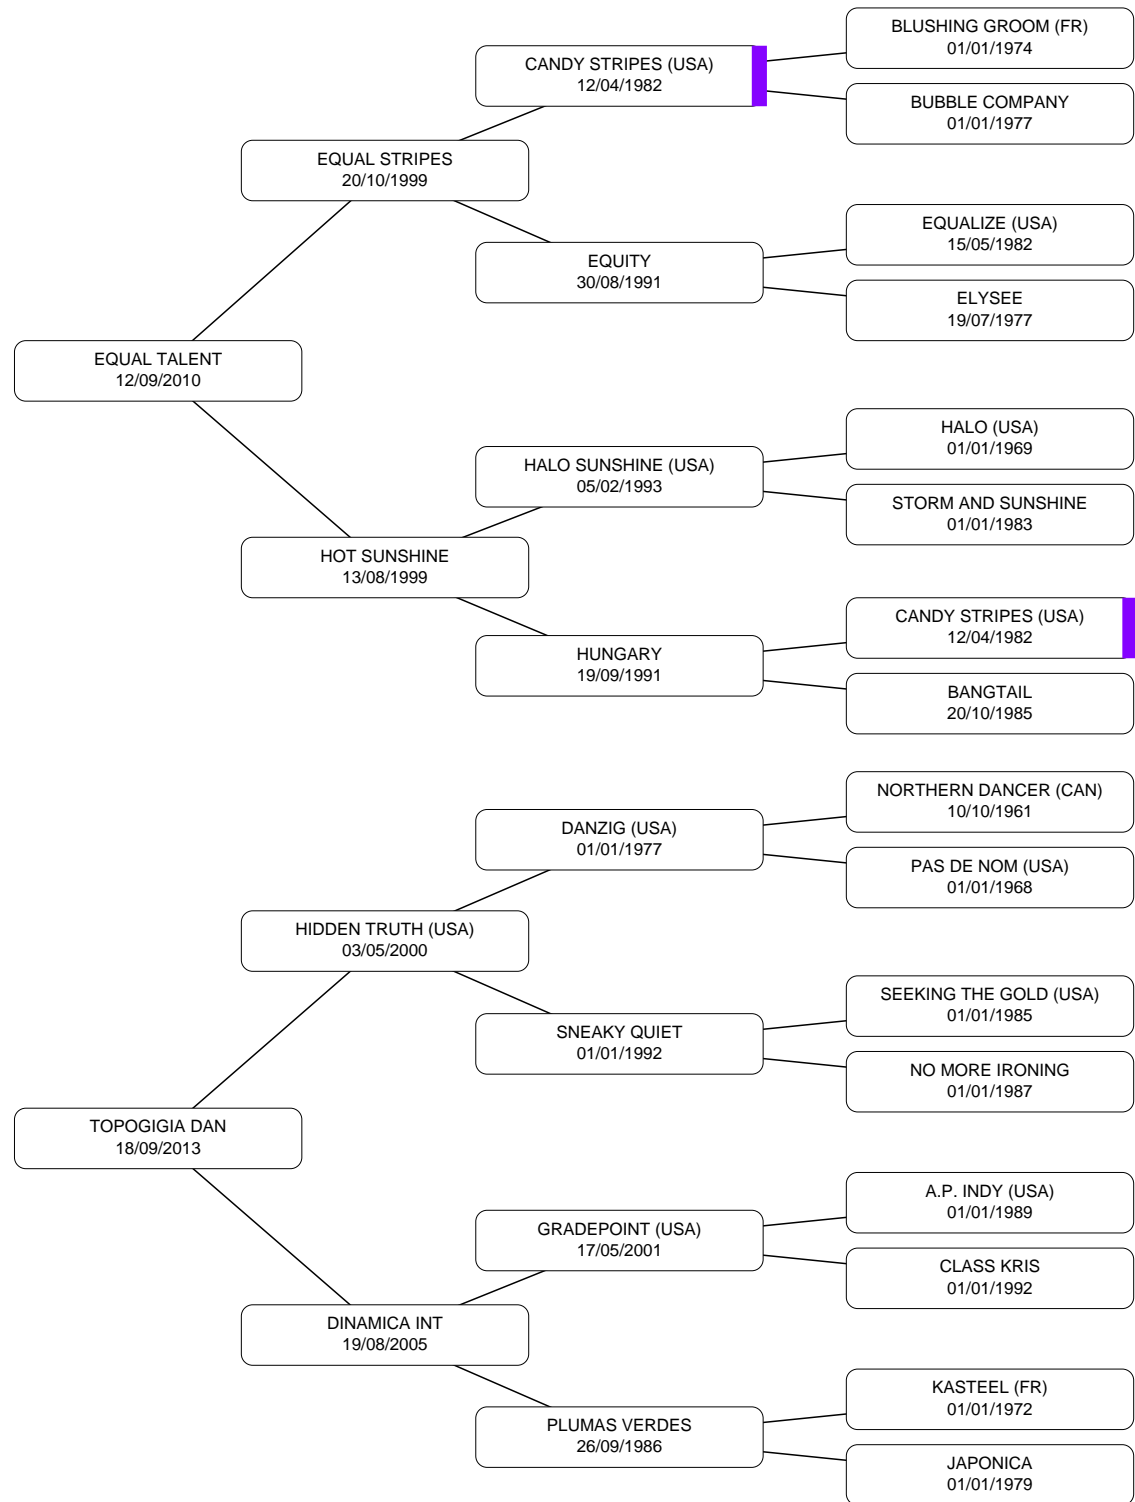 BLUSHING GROOM (FR)
01/01/1974
CANDY STRIPES (USA)
12/04/1982
BUBBLE COMPANY
01/01/1977
EQUAL STRIPES
20/10/1999
EQUALIZE (USA)
15/05/1982
EQUITY
30/08/1991
ELYSEE
19/07/1977
EQUAL TALENT
12/09/2010
HALO (USA)
01/01/1969
HALO SUNSHINE (USA)
05/02/1993
STORM AND SUNSHINE
01/01/1983
HOT SUNSHINE
13/08/1999
CANDY STRIPES (USA)
12/04/1982
HUNGARY
19/09/1991
BANGTAIL
20/10/1985
NORTHERN DANCER (CAN)
10/10/1961
DANZIG (USA)
01/01/1977
PAS DE NOM (USA)
01/01/1968
HIDDEN TRUTH (USA)
03/05/2000
SEEKING THE GOLD (USA)
01/01/1985
SNEAKY QUIET
01/01/1992
NO MORE IRONING
01/01/1987
TOPOGIGIA DAN
18/09/2013
A.P. INDY (USA)
01/01/1989
GRADEPOINT (USA)
17/05/2001
CLASS KRIS
01/01/1992
DINAMICA INT
19/08/2005
KASTEEL (FR)
01/01/1972
PLUMAS VERDES
26/09/1986
JAPONICA
01/01/1979